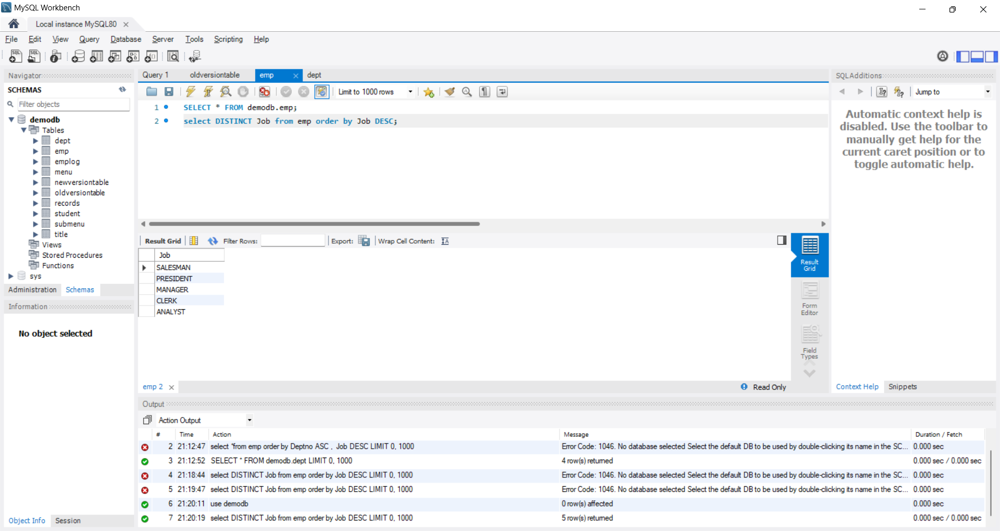 MySQL Workbench
Local instance MySQL80
File Edit View Query Database Server Tools Scripting Help
Navigator
SCHEMAS
Filter objects
demodb
Tables
dept
emp
emplog
menu
newversiontable
oldversiontable
records
student
submenu
title
Views
Stored Procedures
Functions
sys
Administration Schemas
Information
No object selected
Object Info Session
Query 1 oldversiontable emp dept
Limit to 1000 rows
1 SELECT * FROM demodb.emp;
2 select DISTINCT Job from emp order by Job DESC;
Result Grid Filter Rows: Export: Wrap Cell Content:
Job
SALESMAN
PRESIDENT
MANAGER
CLERK
ANALYST
Result
Grid
Form
Editor
Field
Types
emp 2 Read Only
SQLAdditions
Jump to
Automatic context help is
disabled. Use the toolbar to
manually get help for the
current caret position or to
toggle automatic help.
Context Help Snippets
Output
Action Output
# Time Action Message Duration / Fetch
2 21:12:47 select *from emp order by Deptno ASC , Job DESC LIMIT 0, 1000 Error Code: 1046. No database selected Select the default DB to be used by double-clicking its name in the SC... 0.000 sec
3 21:12:52 SELECT * FROM demodb.dept LIMIT 0, 1000 4 row(s) returned 0.000 sec / 0.000 sec
4 21:18:44 select DISTINCT Job from emp order by Job DESC LIMIT 0, 1000 Error Code: 1046. No database selected Select the default DB to be used by double-clicking its name in the SC... 0.000 sec
5 21:19:47 select DISTINCT Job from emp order by Job DESC LIMIT 0, 1000 Error Code: 1046. No database selected Select the default DB to be used by double-clicking its name in the SC... 0.000 sec
6 21:20:11 use demodb 0 row(s) affected 0.000 sec
7 21:20:19 select DISTINCT Job from emp order by Job DESC LIMIT 0, 1000 5 row(s) returned 0.000 sec / 0.000 sec